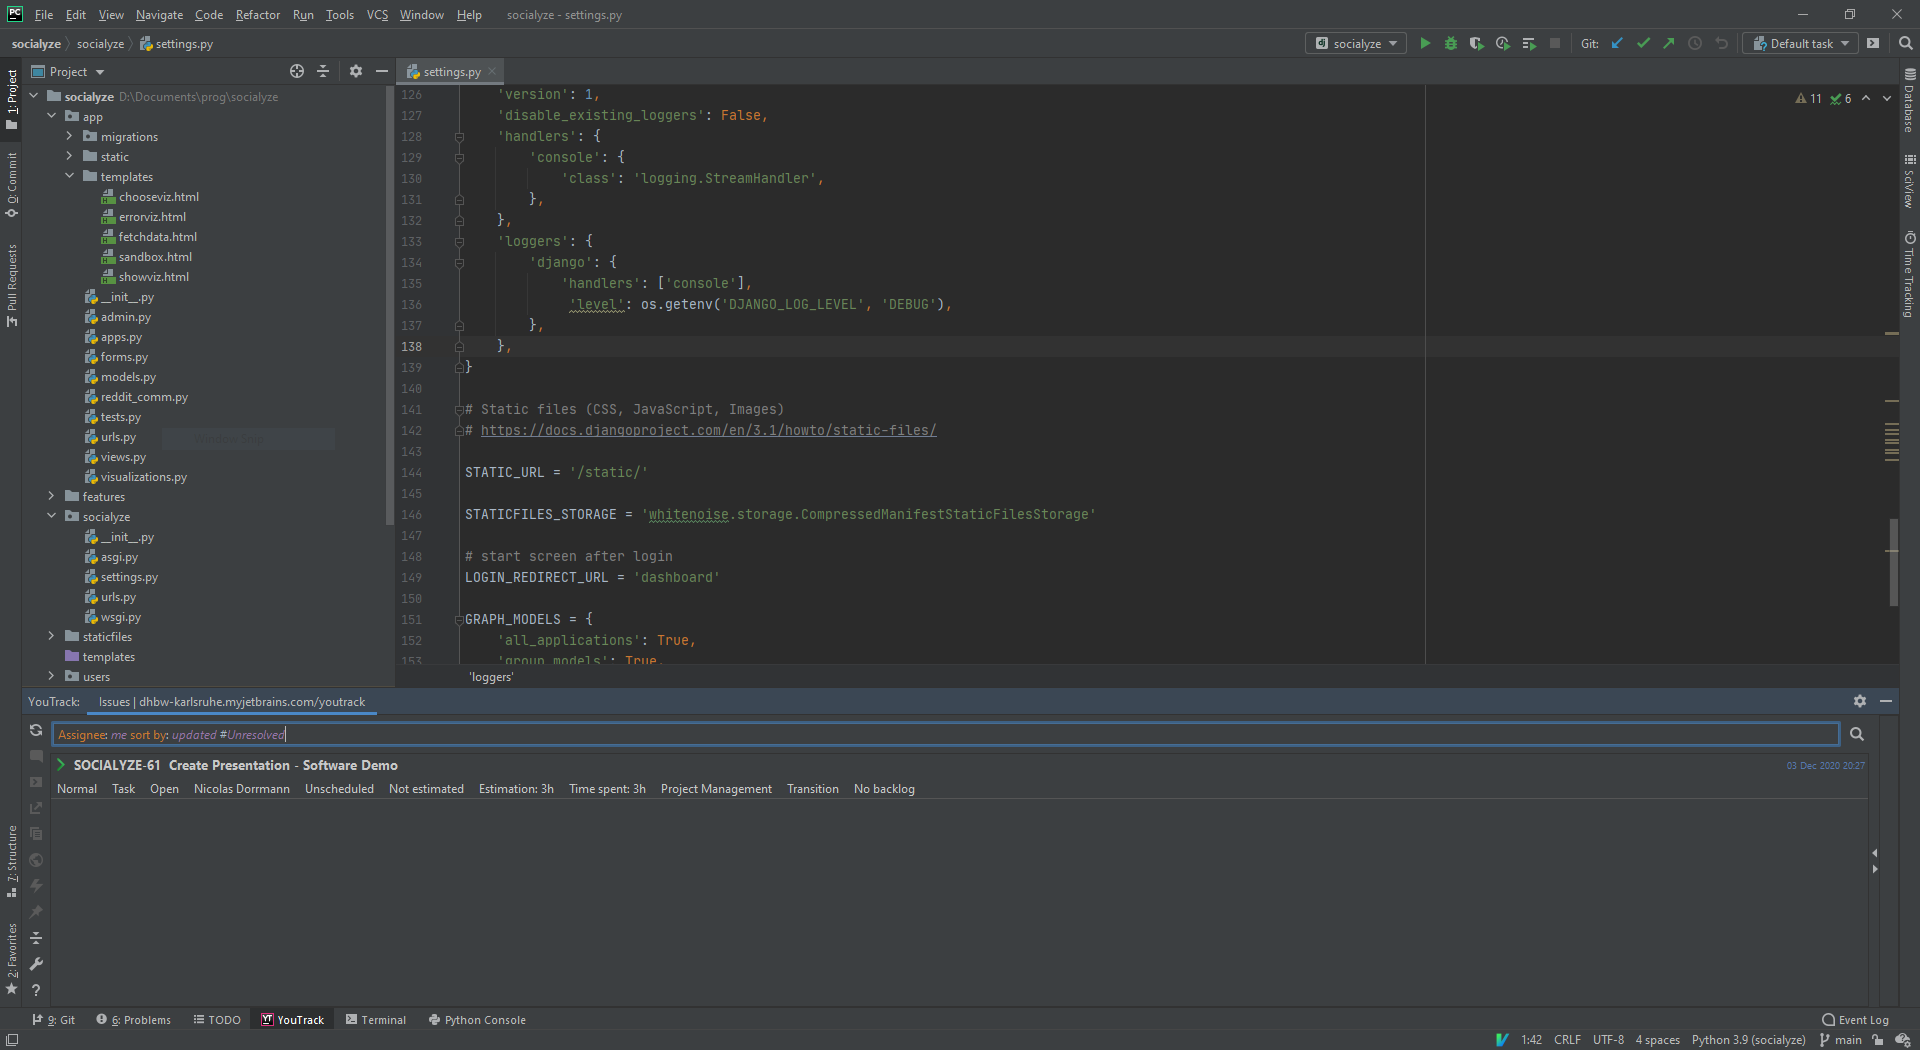 PC File Edit View Navigate Code Refactor Run Tools VCS Window Help socialyze - settings.py
socialyze socialyze settings.py
socialyze Git: Default task
1: Project
0: Commit
Pull Requests
7: Structure
2: Favorites
Project
socialyze D:\Documents\prog\socialyze
app
migrations
static
templates
chooseviz.html
errorviz.html
fetchdata.html
sandbox.html
showviz.html
__init__.py
admin.py
apps.py
forms.py
models.py
reddit_comm.py
tests.py
urls.py
views.py
visualizations.py
features
socialyze
__init__.py
asgi.py
settings.py
urls.py
wsgi.py
staticfiles
templates
users
settings.py
11 6
126 'version': 1,
127 'disable_existing_loggers': False,
128 'handlers': {
129 'console': {
130 'class': 'logging.StreamHandler',
131 },
132 },
133 'loggers': {
134 'django': {
135 'handlers': ['console'],
136 'level': os.getenv('DJANGO_LOG_LEVEL', 'DEBUG'),
137 },
138 },
139 }
140
141 # Static files (CSS, JavaScript, Images)
142 # https://docs.djangoproject.com/en/3.1/howto/static-files/
143
144 STATIC_URL = '/static/'
145
146 STATICFILES_STORAGE = 'whitenoise.storage.CompressedManifestStaticFilesStorage'
147
148 # start screen after login
149 LOGIN_REDIRECT_URL = 'dashboard'
150
151 GRAPH_MODELS = {
152 'all_applications': True,
153 'group_models': True,
'loggers'
Database
SciView
Time Tracking
YouTrack: Issues | dhbw-karlsruhe.myjetbrains.com/youtrack
Assignee: me sort by: updated #Unresolved
SOCIALYZE-61 Create Presentation - Software Demo 03 Dec 2020 20:27
Normal Task Open Nicolas Dorrmann Unscheduled Not estimated Estimation: 3h Time spent: 3h Project Management Transition No backlog
9: Git 6: Problems TODO YT YouTrack Terminal Python Console Event Log
1:42 CRLF UTF-8 4 spaces Python 3.9 (socialyze) main